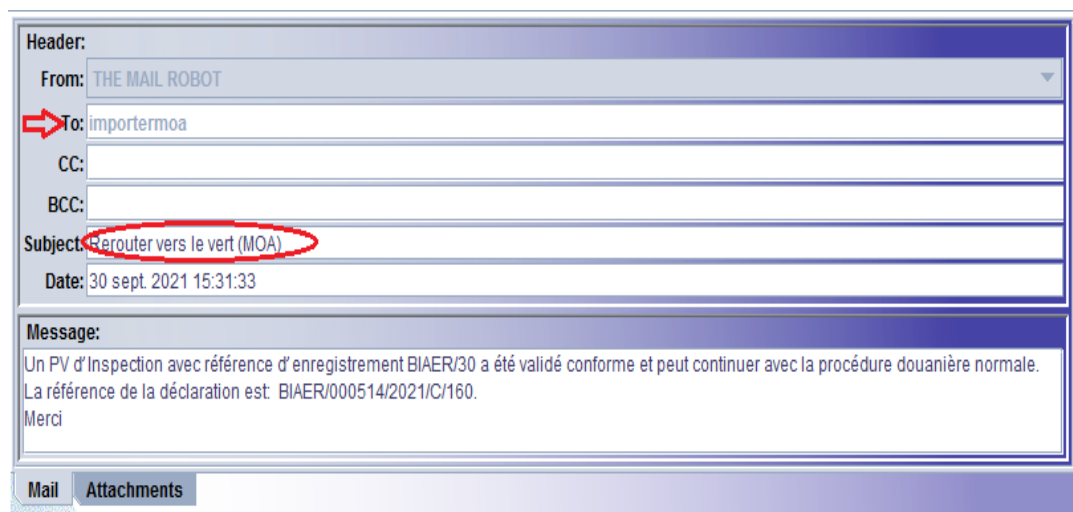 Header:
From: THE MAIL ROBOT
To: importermoa
CC:
BCC:
Subject: Rerouter vers le vert (MOA)
Date: 30 sept. 2021 15:31:33
Message:
Un PV d'Inspection avec référence d'enregistrement BIAER/30 a été validé conforme et peut continuer avec la procédure douanière normale.
La référence de la déclaration est: BIAER/000514/2021/C/160.
Merci
Mail Attachments